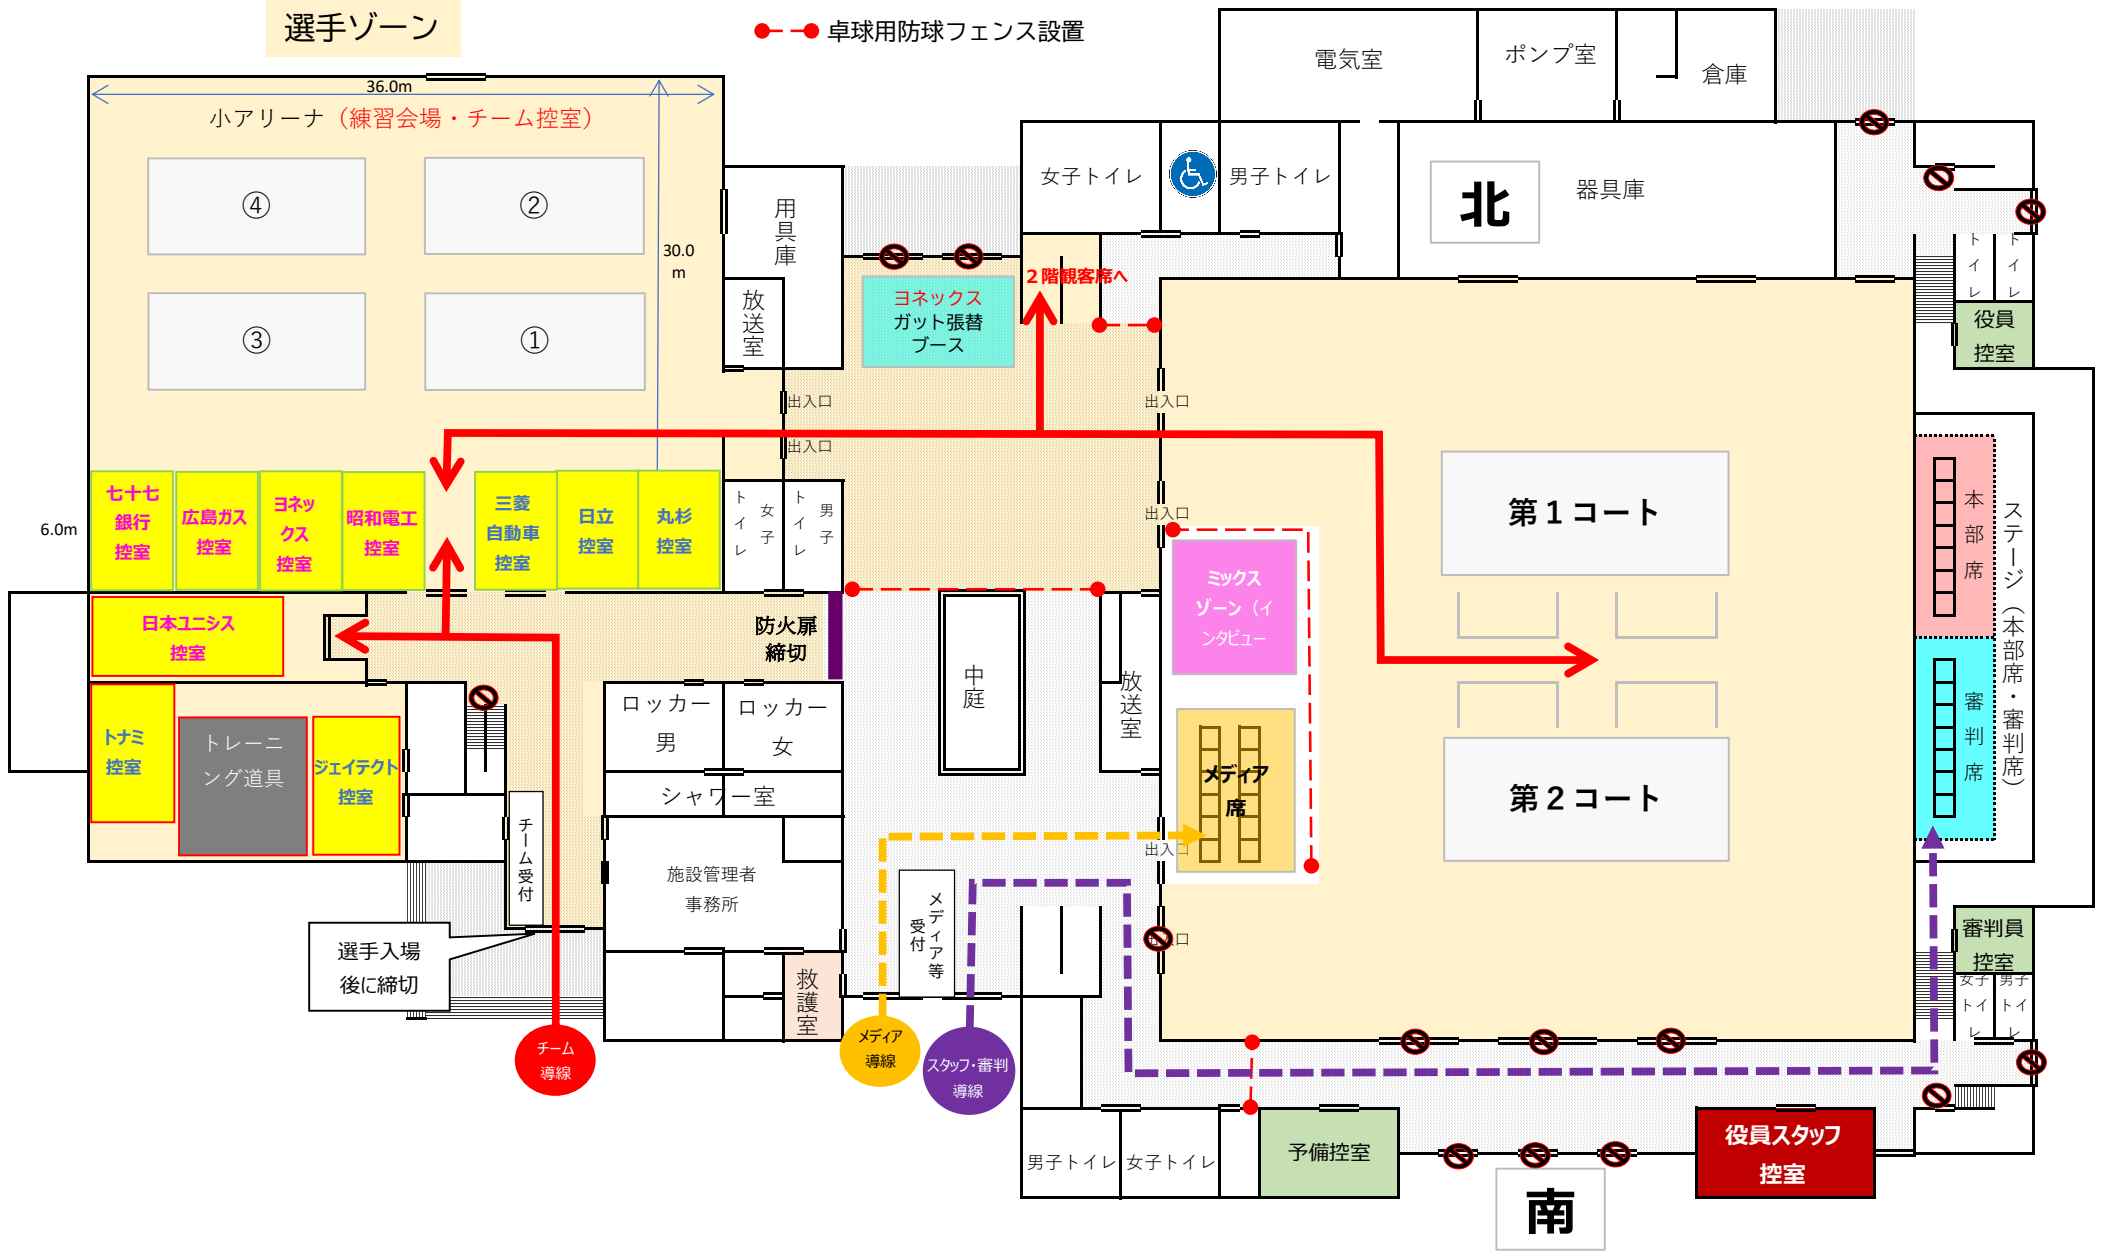 選手ゾーン
卓球用防球フェンス設置
36.0m
小アリーナ（練習会場・チーム控室）
④
②
③
①
30.0
m
6.0m
用具庫
放送室
女子トイレ
男子トイレ
電気室
ポンプ室
倉庫
北
器具庫
トイレ
トイレ
役員
控室
２階観客席へ
ヨネックス
ガット張替
ブース
出入口
出入口
出入口
出入口
七十七
銀行
控室
広島ガス
控室
ヨネッ
クス
控室
昭和電工
控室
三菱
自動車
控室
日立
控室
丸杉
控室
女子
トイレ
男子
トイレ
日本ユニシス
控室
防火扉
締切
トナミ
控室
トレーニ
ング道具
ジェイテクト
控室
ロッカー
男
ロッカー
女
シャワー室
チーム受付
施設管理者
事務所
救護室
中庭
放送室
ミックス
ゾーン（イ
ンタビュー
メディア
席
出入口
出入口
第１コート
第２コート
本部席
審判席
ステージ（本部席・審判席）
審判員
控室
女子
トイレ
男子
トイレ
メディア等
受付
選手入場
後に締切
チーム
導線
メディア
導線
スタッフ・審判
導線
男子トイレ
女子トイレ
予備控室
役員スタッフ
控室
南